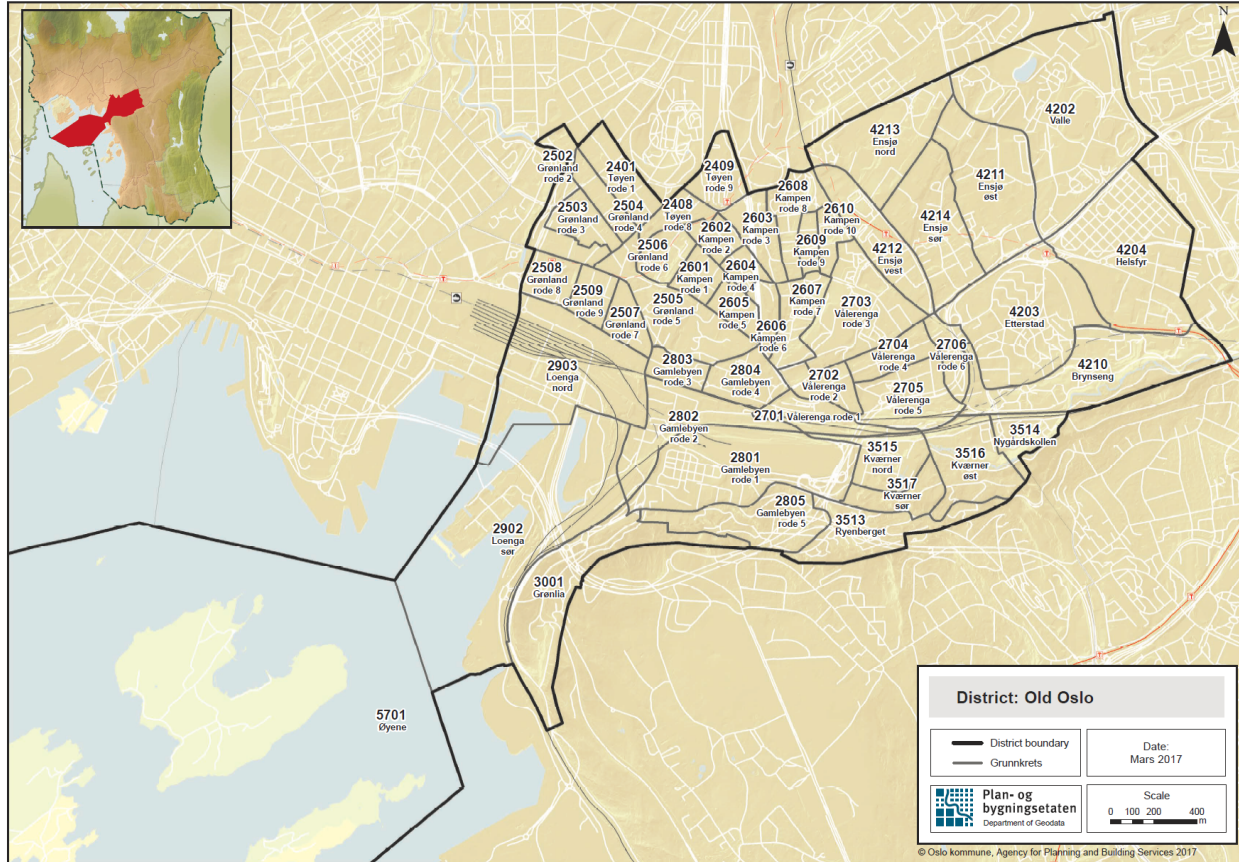 N
4202
Valle
4213
Ensjø
nord
2502
Grønland
rode 2
2401
Tøyen
rode 1
2409
Tøyen
rode 9
4211
Ensjø
øst
2608
Kampen
rode 8
2503
Grønland
rode 3
2504
Grønland
rode 4
2408
Tøyen
rode 8
2602
Kampen
rode 2
2603
Kampen
rode 3
2610
Kampen
rode 10
4214
Ensjø
sør
2609
Kampen
rode 9
4212
Ensjø
vest
4204
Helsfyr
2506
Grønland
rode 6
2508
Grønland
rode 8
2601
Kampen
rode 1
2604
Kampen
rode 4
2509
Grønland
rode 9
2507
Grønland
rode 7
2505
Grønland
rode 5
2605
Kampen
rode 5
2607
Kampen
rode 7
2703
Vålerenga
rode 3
2606
Kampen
rode 6
4203
Etterstad
2903
Loenga
nord
2803
Gamlebyen
rode 3
2804
Gamlebyen
rode 4
2702
Vålerenga
rode 2
2704
Vålerenga
rode 4
2706
Vålerenga
rode 6
2705
Vålerenga
rode 5
4210
Brynseng
2802
Gamlebyen
rode 2
2701 Vålerenga rode 1
3514
Nygårdskollen
2801
Gamlebyen
rode 1
3515
Kværner
nord
3516
Kværner
øst
3517
Kværner
sør
2805
Gamlebyen
rode 5
3513
Ryenberget
2902
Loenga
sør
3001
Grønlia
5701
Øyene
District: Old Oslo
District boundary
Grunnkrets
Date:
Mars 2017
Plan- og
bygningsetaten
Department of Geodata
Scale
0 100 200 400
m
© Oslo kommune, Agency for Planning and Building Services 2017